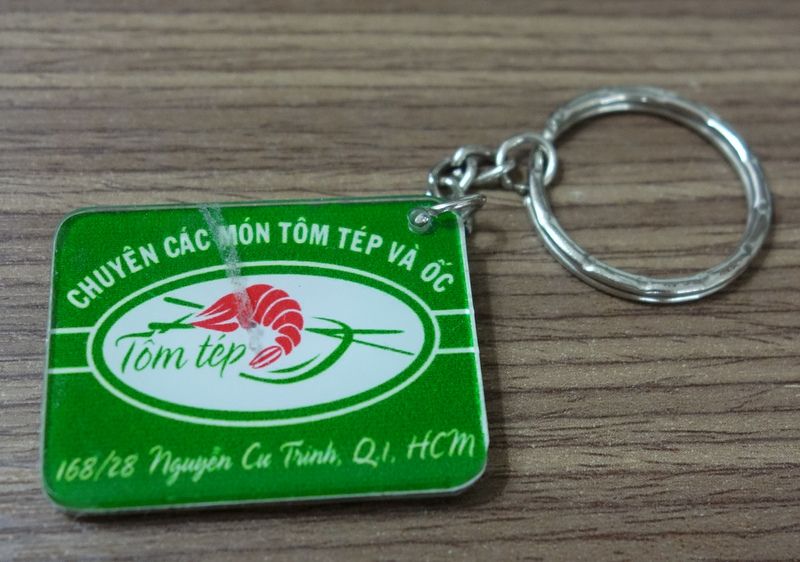 CHUYÊN CÁC MÓN TÔM TÉP VÀ ỐC
Tôm tép
168/28 Nguyễn Cư Trinh, Q.1, HCM